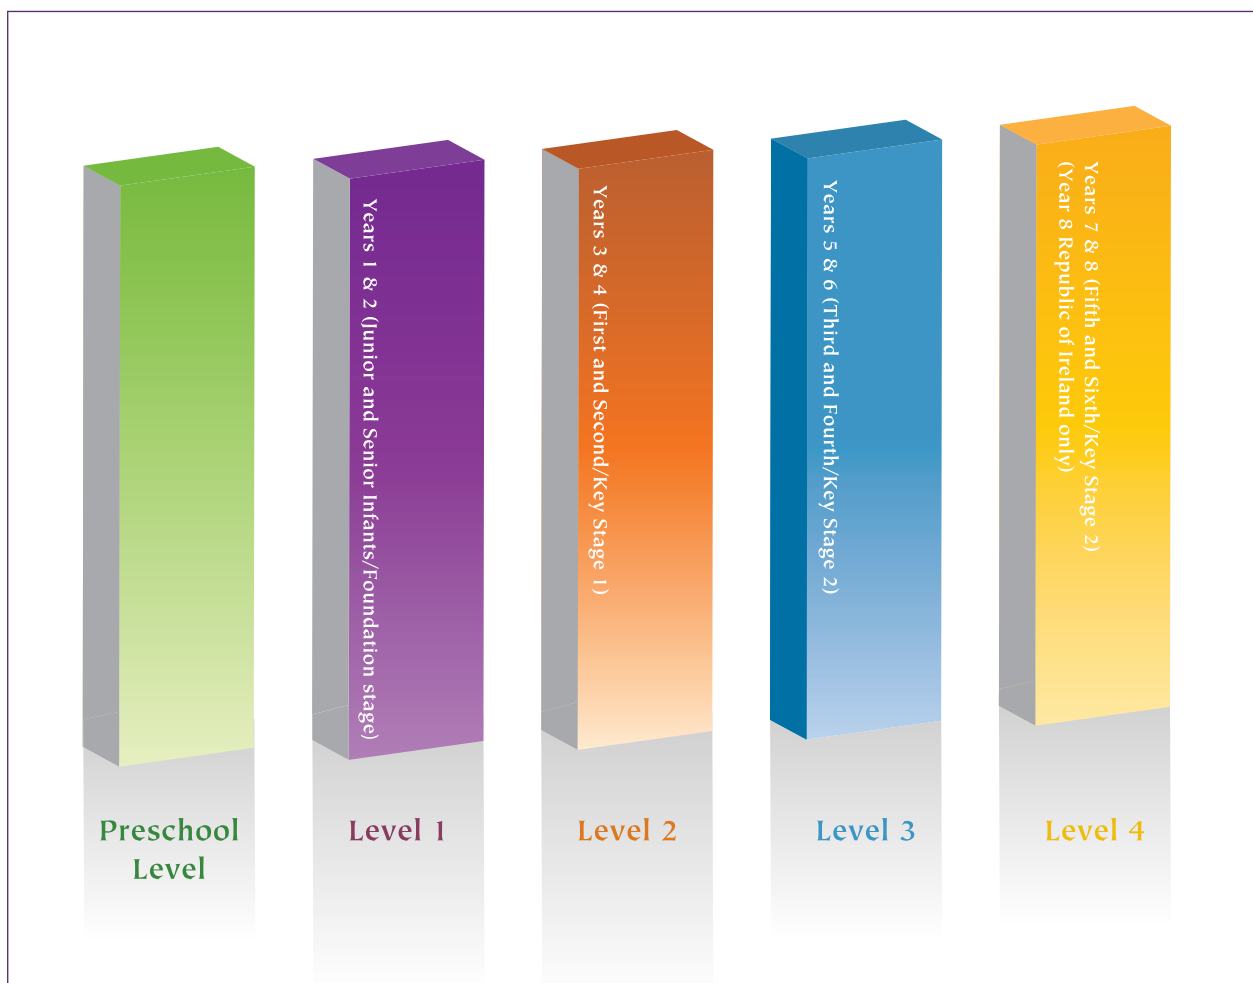 Years 1 & 2 (Junior and Senior Infants/Foundation stage)
Years 3 & 4 (First and Second/Key Stage 1)
Years 5 & 6 (Third and Fourth/Key Stage 2)
Years 7 & 8 (Fifth and Sixth/Key Stage 2)
(Year 8 Republic of Ireland only)
Preschool
Level
Level 1
Level 2
Level 3
Level 4